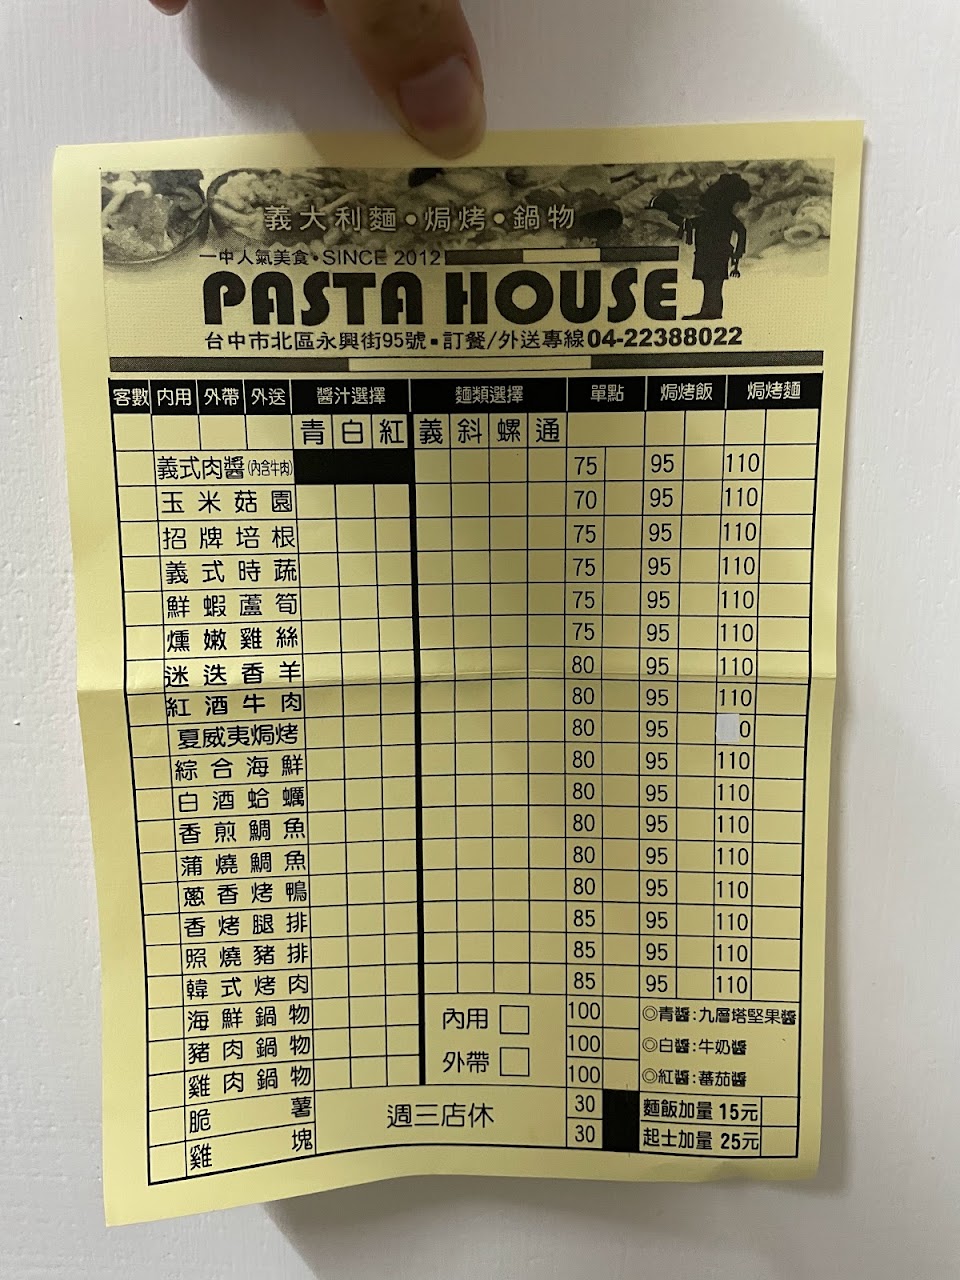 義大利麵•焗烤•鍋物
一中人氣美食•SINCE 2012
PASTA HOUSE
台中市北區永興街95號▪訂餐/外送專線04-22388022
客數 內用 外帶 外送 醬汁選擇 麵類選擇 單點 焗烤飯 焗烤麵
青 白 紅 義 斜 螺 通
義式肉醬(內含牛肉) 75 95 110
玉米菇園 70 95 110
招牌培根 75 95 110
義式時蔬 75 95 110
鮮蝦蘆筍 75 95 110
燻嫩雞絲 75 95 110
迷迭香羊 80 95 110
紅酒牛肉 80 95 110
夏威夷焗烤 80 95 0
綜合海鮮 80 95 110
白酒蛤蠣 80 95 110
香煎鯛魚 80 95 110
蒲燒鯛魚 80 95 110
蔥香烤鴨 80 95 110
香烤腿排 85 95 110
照燒豬排 85 95 110
韓式烤肉 85 95 110
海鮮鍋物 內用 100 ◎青醬:九層塔堅果醬
豬肉鍋物 外帶 100 ◎白醬:牛奶醬
雞肉鍋物 100 ◎紅醬:蕃茄醬
脆薯 週三店休 30 麵飯加量 15元
雞塊 30 起士加量 25元